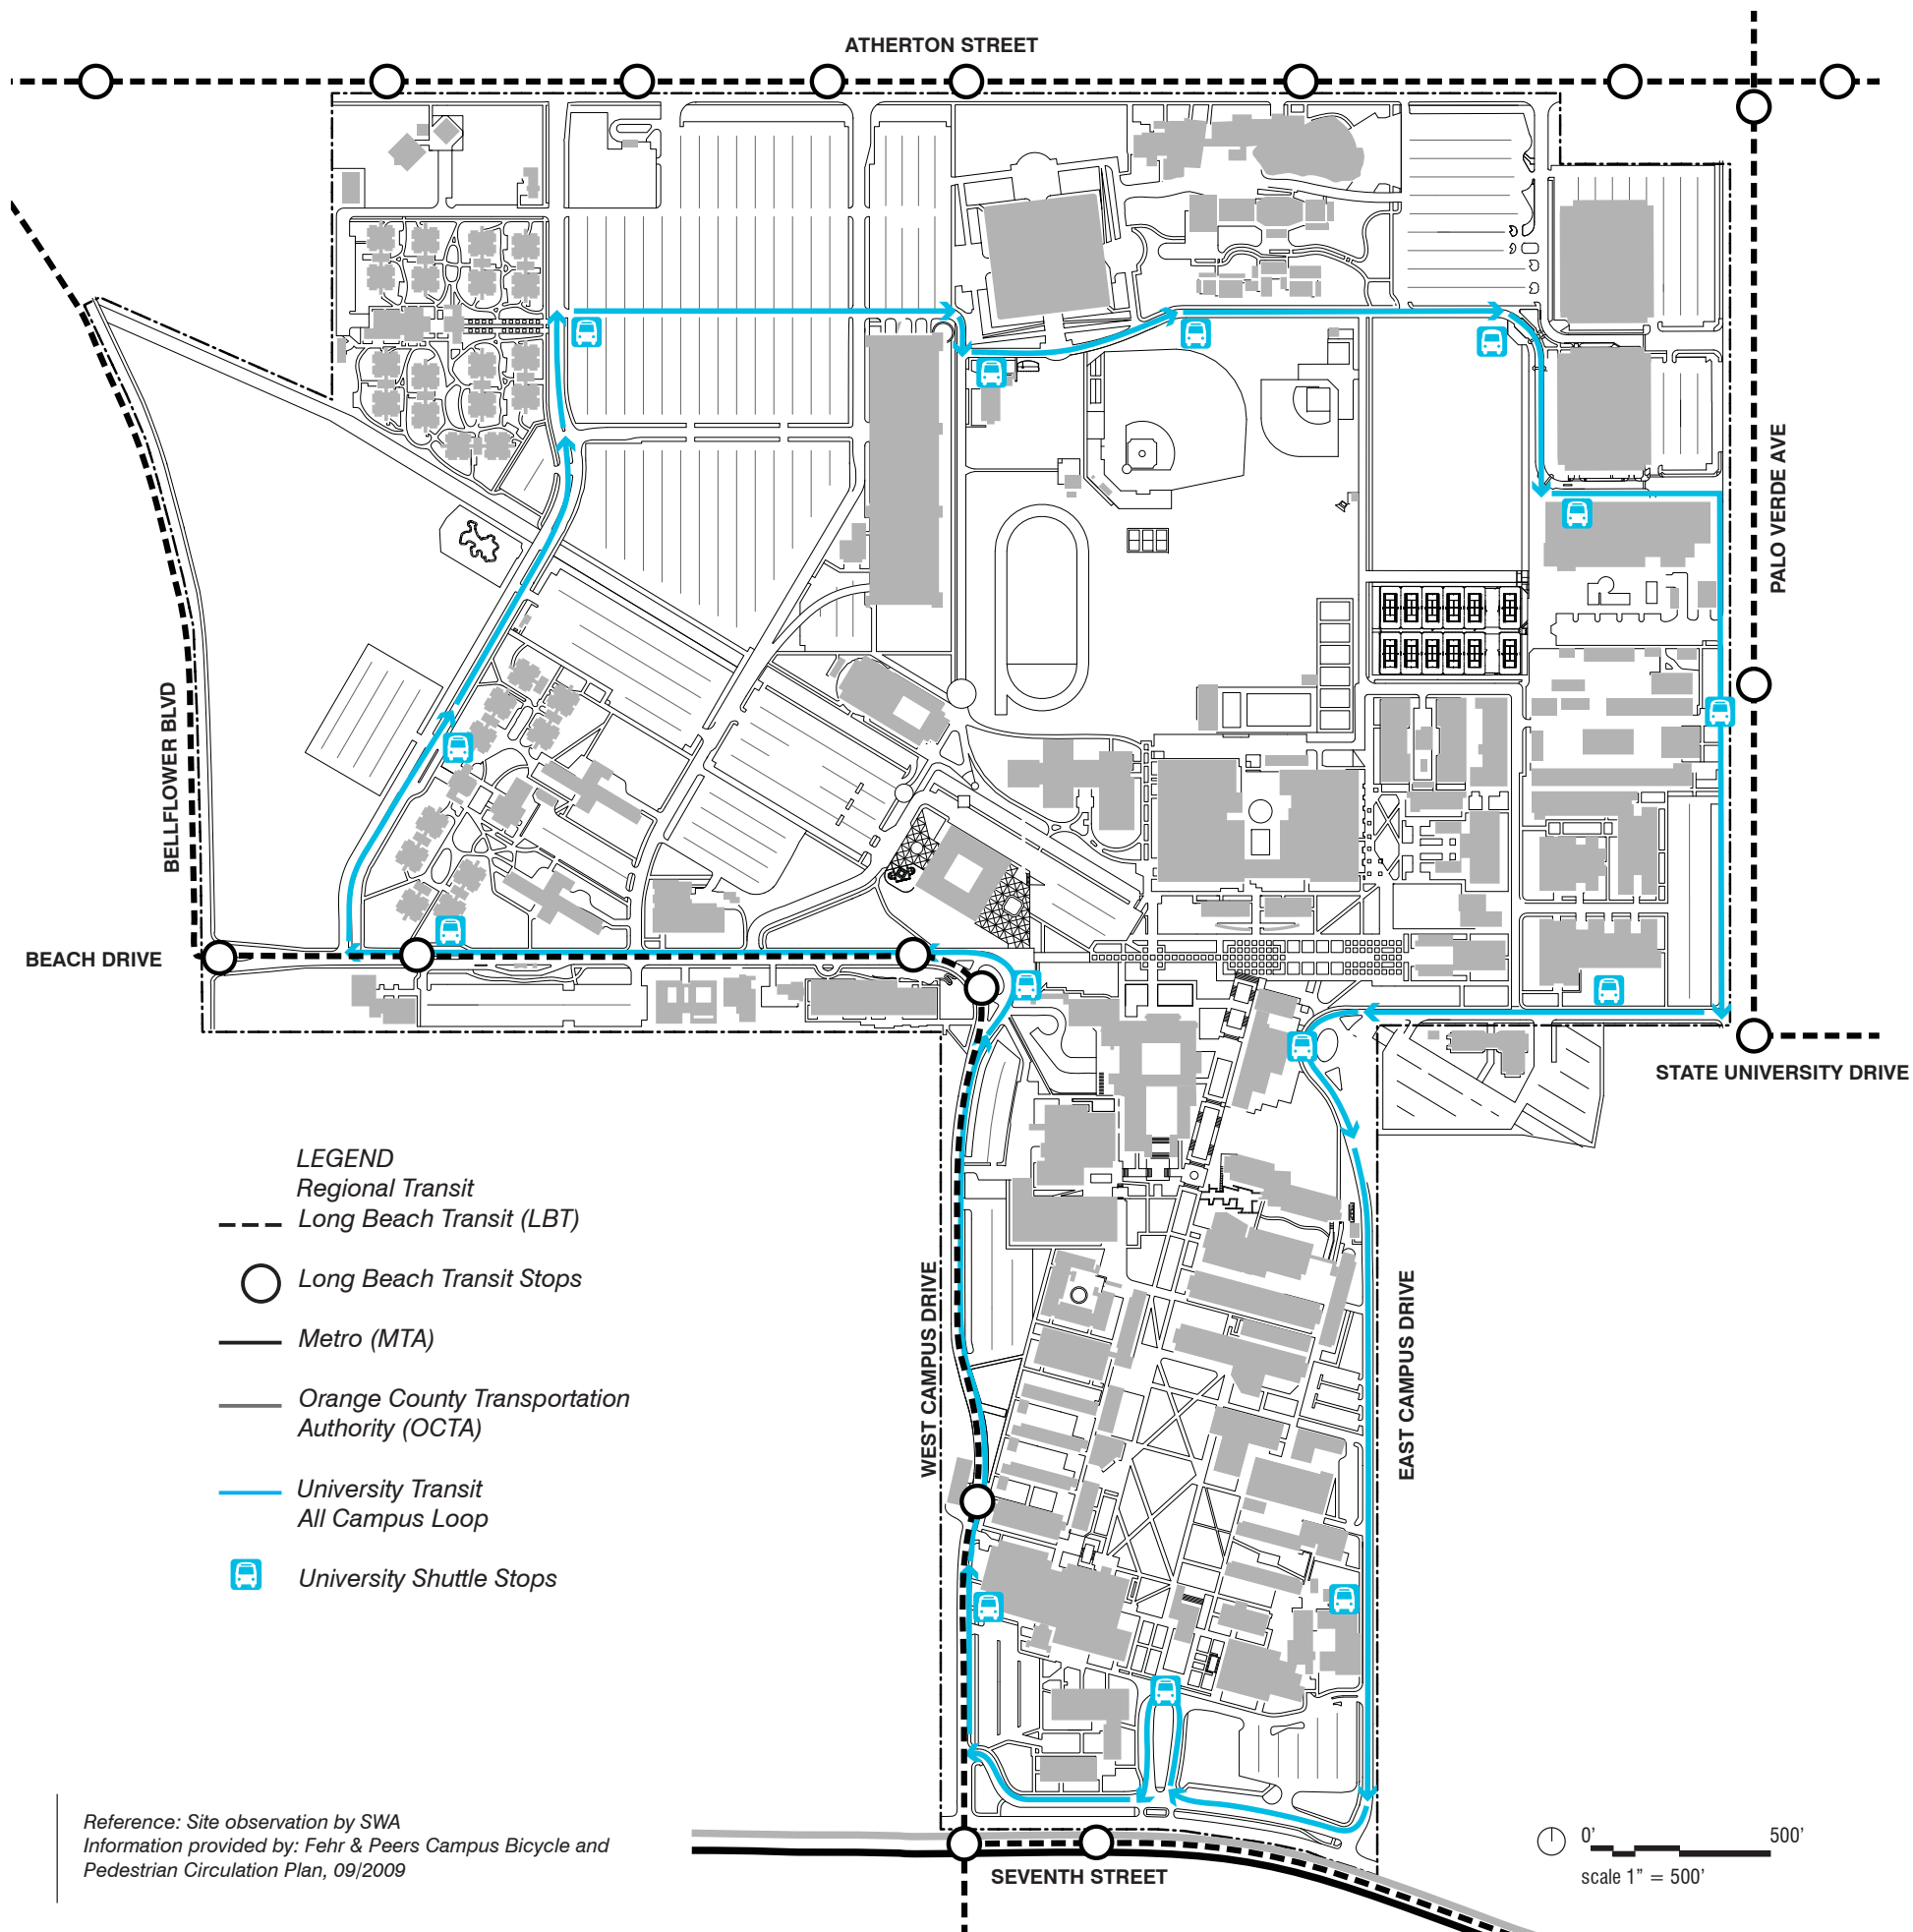 ATHERTON STREET
PALO VERDE AVE
BELLFLOWER BLVD
BEACH DRIVE
STATE UNIVERSITY DRIVE
LEGEND
Regional Transit
Long Beach Transit (LBT)
Long Beach Transit Stops
Metro (MTA)
Orange County Transportation
Authority (OCTA)
University Transit
All Campus Loop
University Shuttle Stops
WEST CAMPUS DRIVE
EAST CAMPUS DRIVE
Reference: Site observation by SWA
Information provided by: Fehr & Peers Campus Bicycle and
Pedestrian Circulation Plan, 09/2009
SEVENTH STREET
0' 500'
scale 1” = 500'